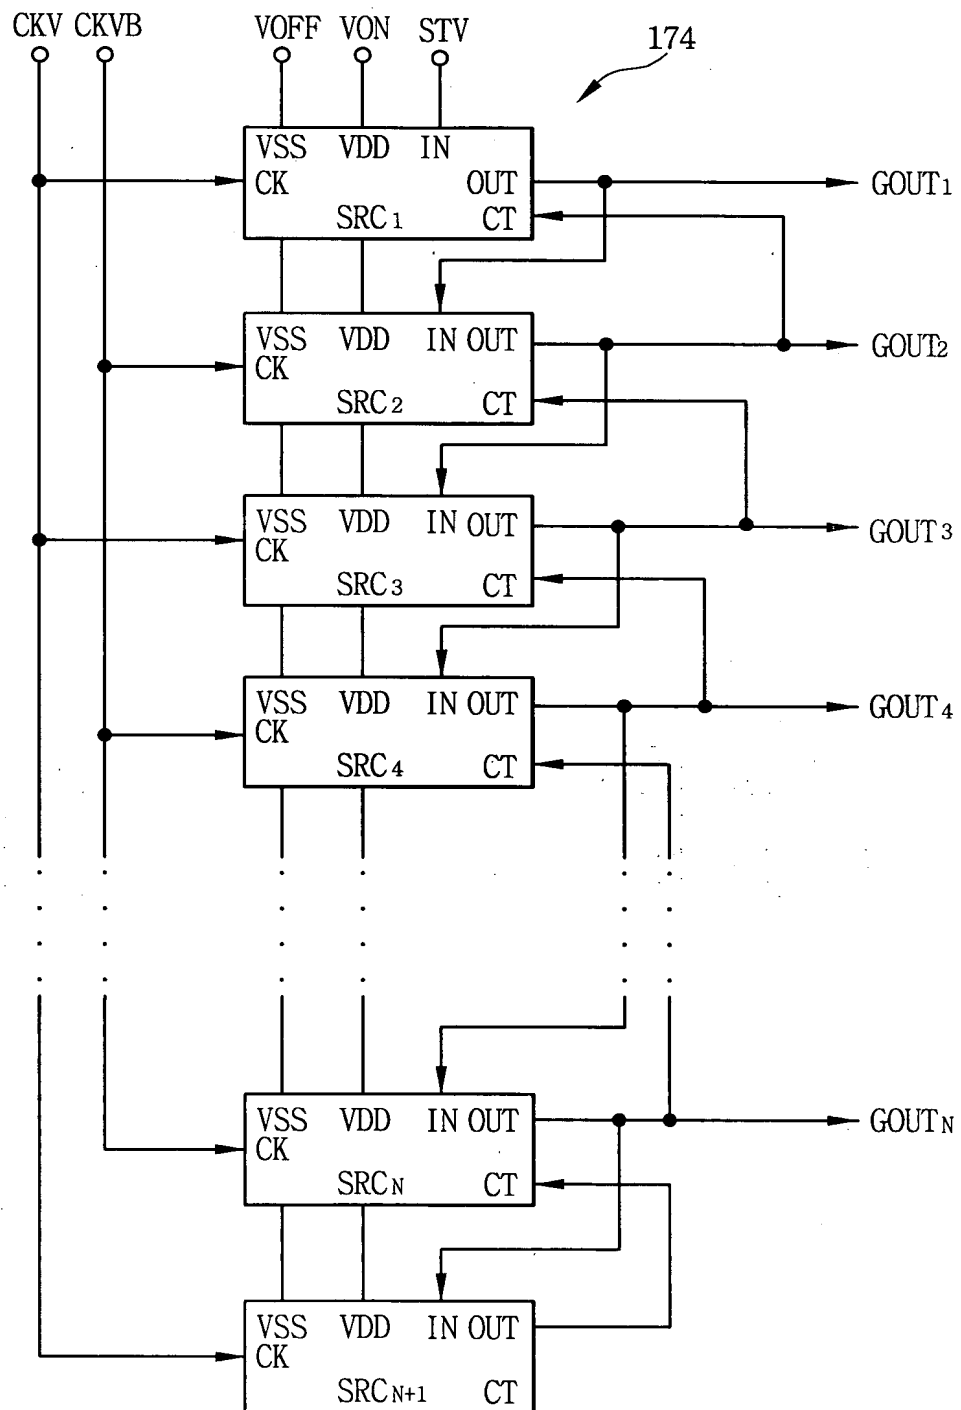 CKV CKVB VOFF VON STV
174
VSS VDD IN
CK OUT GOUT1
SRC1 CT
VSS VDD IN OUT GOUT2
CK
SRC2 CT
VSS VDD IN OUT GOUT3
CK
SRC3 CT
VSS VDD IN OUT GOUT4
CK
SRC4 CT
VSS VDD IN OUT GOUTN
CK
SRCN CT
VSS VDD IN OUT
CK
SRCN+1 CT